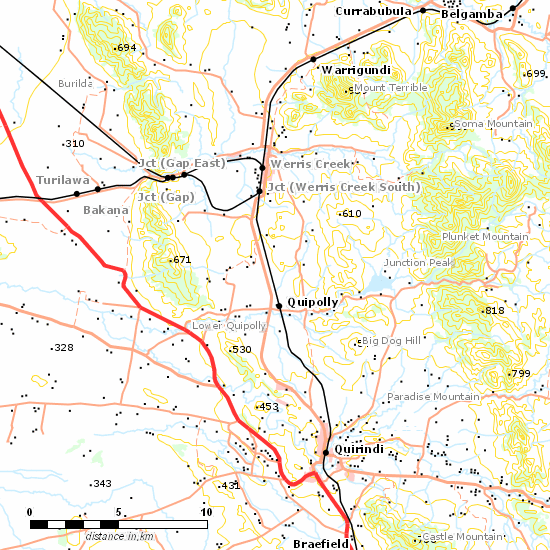 Currabubula
Belgamba
694
Warrigundi
699
Burilda
Mount Terrible
Soma Mountain
310
Jct (Gap East)
Werris Creek
Turilawa
Jct (Werris Creek South)
Bakana
Jct (Gap)
610
Plunket Mountain
671
Junction Peak
Quipolly
818
Lower Quipolly
328
530
Big Dog Hill
799
453
Paradise Mountain
Quirindi
343
431
0 5 10
distance in km
Castle Mountain
Braefield